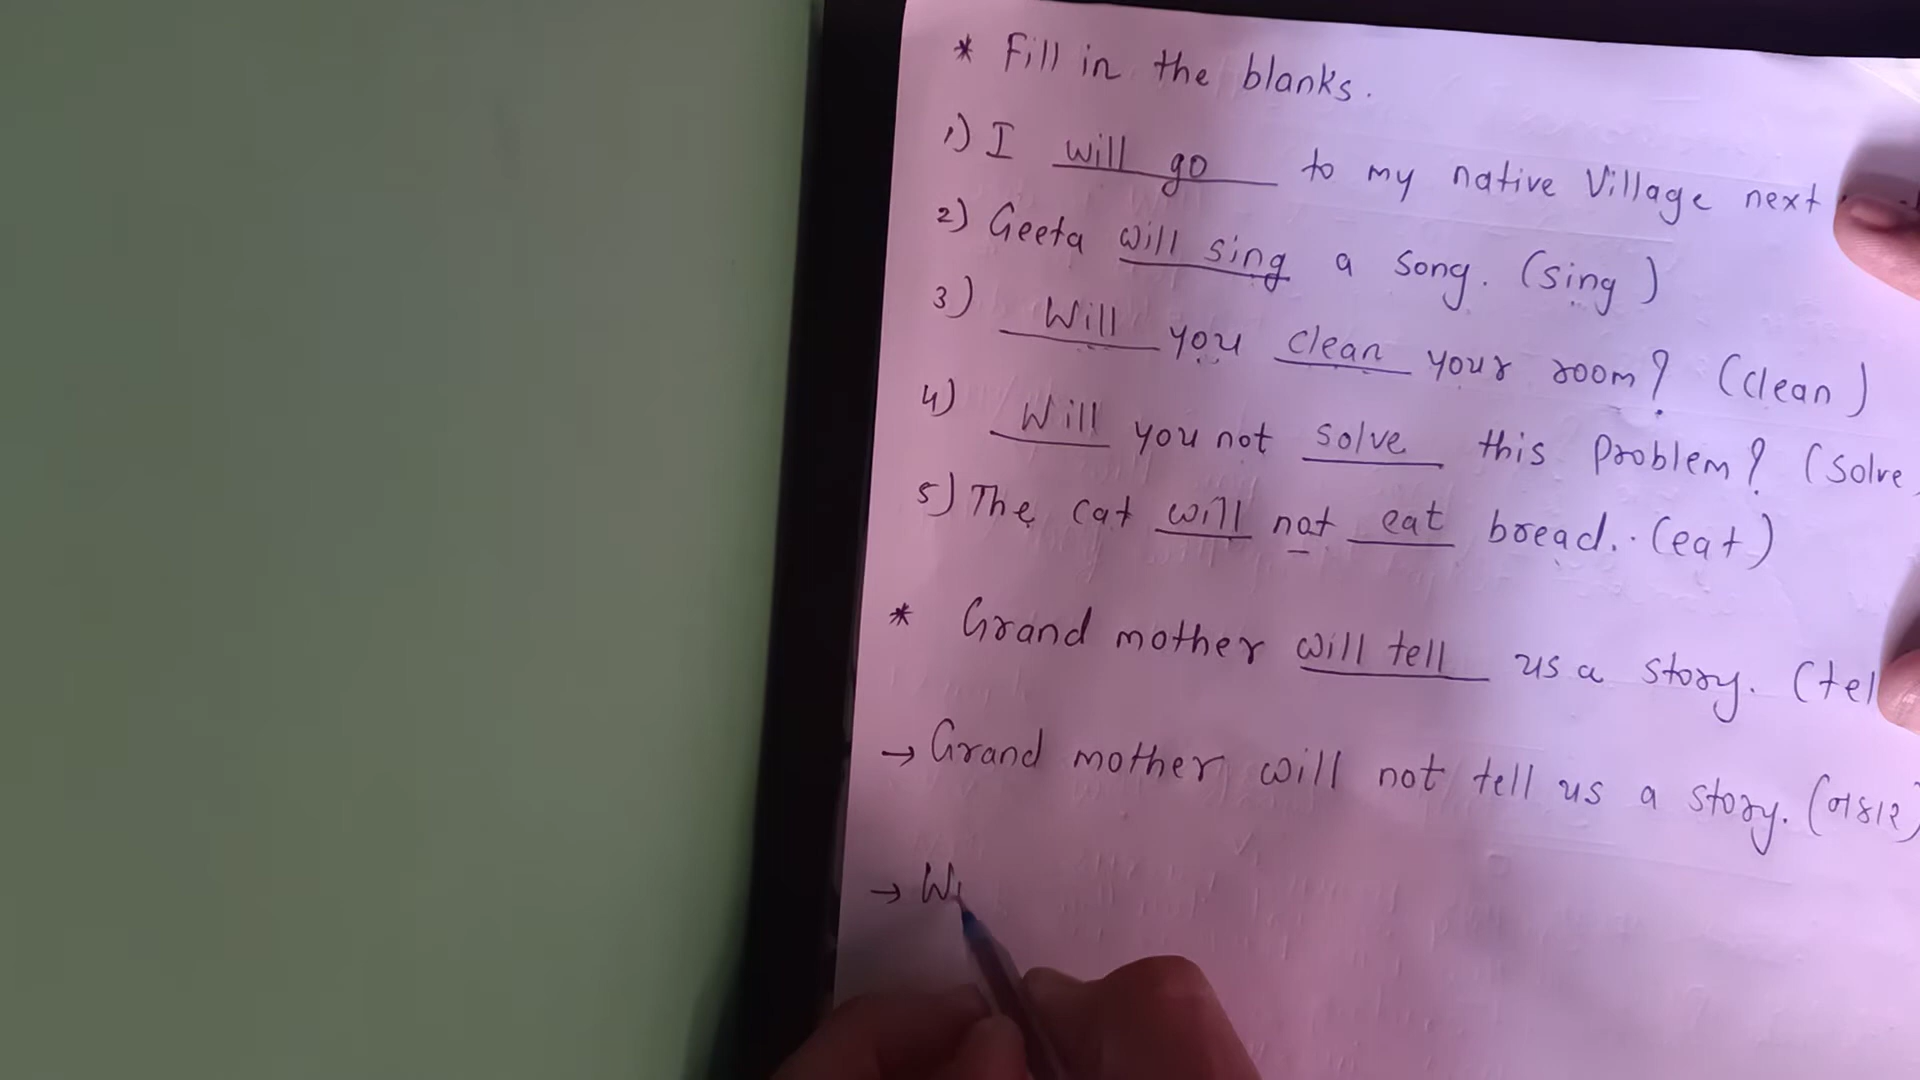 * Fill in the blanks.
1) I will go to my native Village next
2) Geeta will sing a song. (sing)
3) Will you clean your room? (clean)
4) Will you not solve this problem? (solve
5) The cat will not eat bread. (eat)
* Grand mother will tell us a story. (tel
→ Grand mother will not tell us a story. (નકાર)
→ Wi